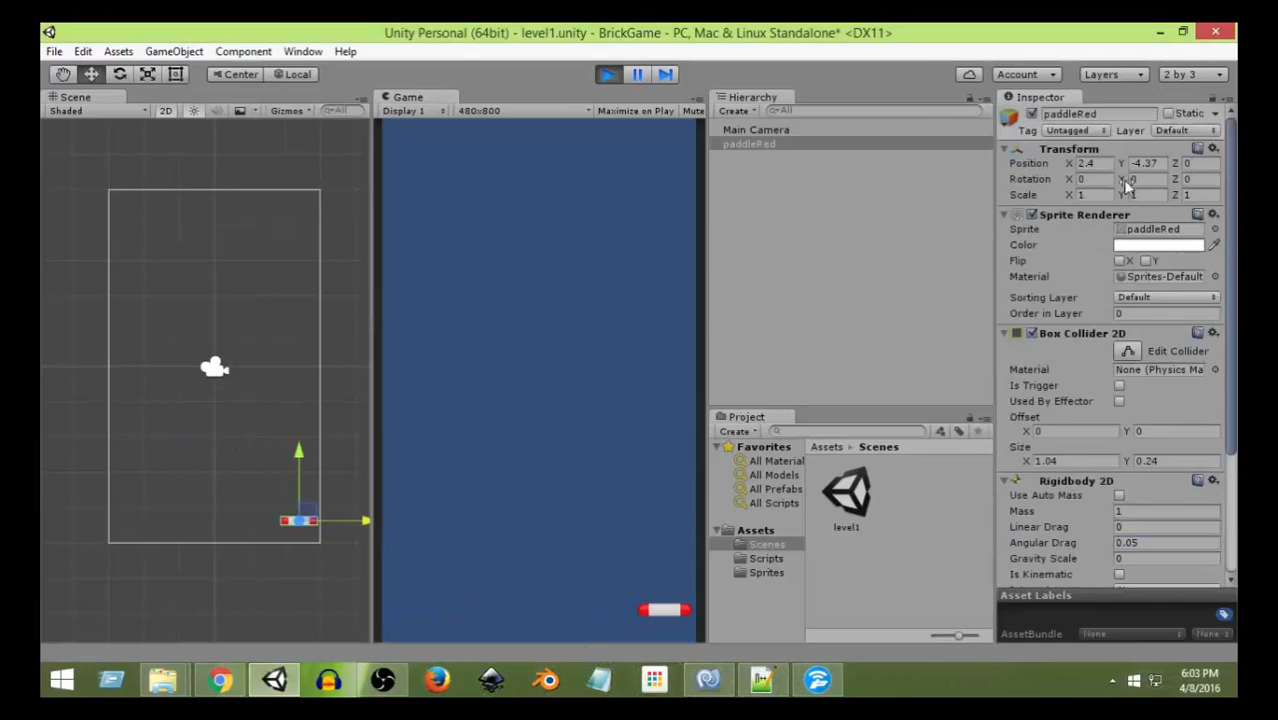 Unity Personal (64bit) - level1.unity - BrickGame - PC, Mac & Linux Standalone* <DX11>
File Edit Assets GameObject Component Window Help
Center Local Account Layers 2 by 3
Scene Game Hierarchy Inspector
Shaded 2D Gizmos All Display 1 480x800 Maximize on Play Mute Create All paddleRed Static
Main Camera Tag Untagged Layer Default
paddleRed Transform
Position X 2.4 Y -4.37 Z 0
Rotation X 0 Y 0 Z 0
Scale X 1 Y 1 Z 1
Sprite Renderer
Sprite paddleRed
Color
Flip X Y
Material Sprites-Default
Sorting Layer Default
Order in Layer 0
Box Collider 2D
Edit Collider
Material None (Physics Ma
Is Trigger
Used By Effector
Offset
X 0 Y 0
Size
X 1.04 Y 0.24
Project
Create
Favorites
All Material
All Models
All Prefabs
All Scripts
Assets
Scenes
Scripts
Sprites
Assets Scenes
level1
Rigidbody 2D
Use Auto Mass
Mass 1
Linear Drag 0
Angular Drag 0.05
Gravity Scale 0
Is Kinematic
Asset Labels
AssetBundle None None
6:03 PM
4/8/2016